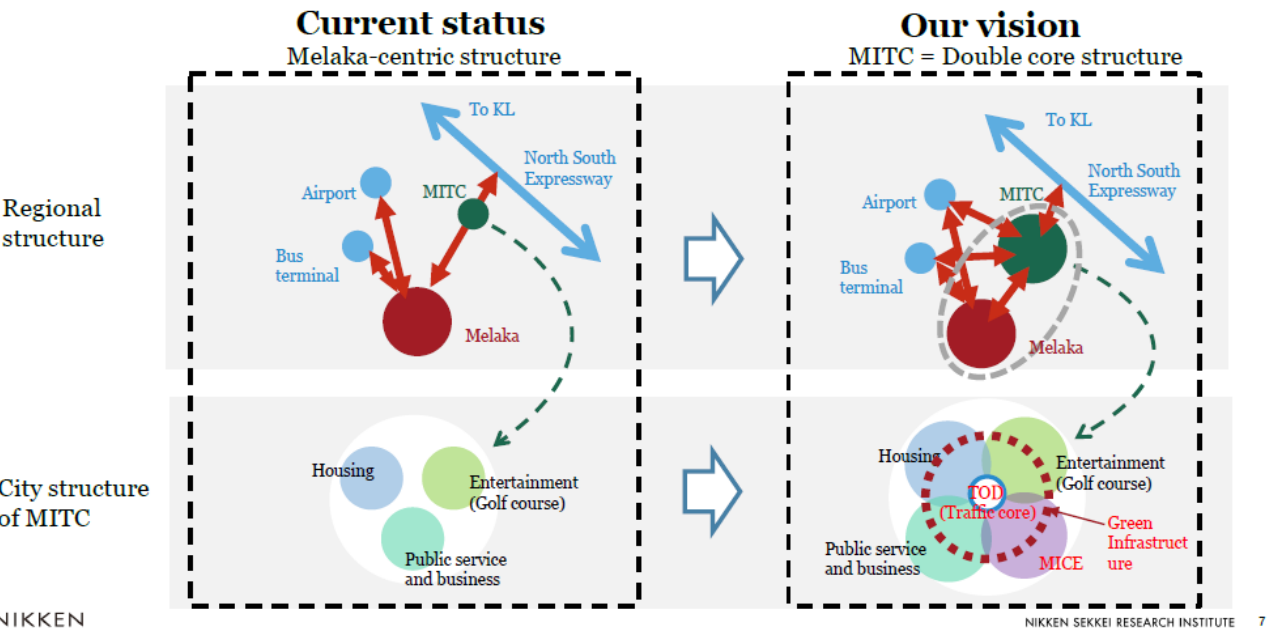 Current status
Melaka-centric structure
Our vision
MITC = Double core structure
Regional
structure
To KL
North South
Expressway
MITC
Airport
Bus
terminal
Melaka
To KL
North South
Expressway
MITC
Airport
Bus
terminal
Melaka
City structure
of MITC
Housing
Entertainment
(Golf course)
Public service
and business
Housing
Entertainment
(Golf course)
TOD
(Traffic core)
Green
Infrastruct
ure
Public service
and business
MICE
NIKKEN
NIKKEN SEKKEI RESEARCH INSTITUTE 7